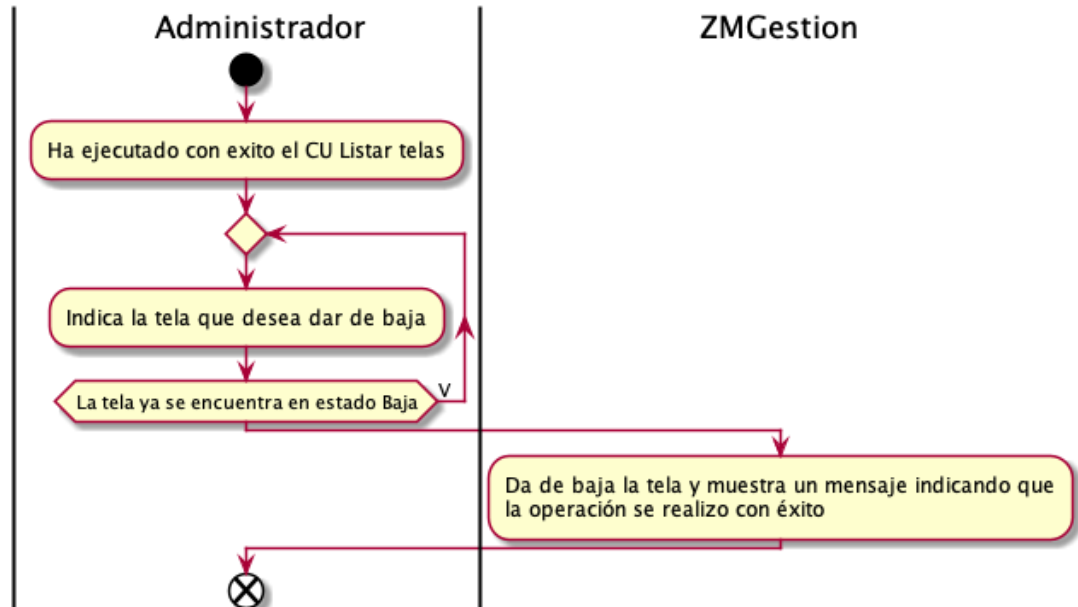 Administrador
ZMGestion
Ha ejecutado con exito el CU Listar telas
Indica la tela que desea dar de baja
La tela ya se encuentra en estado Baja
V
Da de baja la tela y muestra un mensaje indicando que
la operación se realizo con éxito